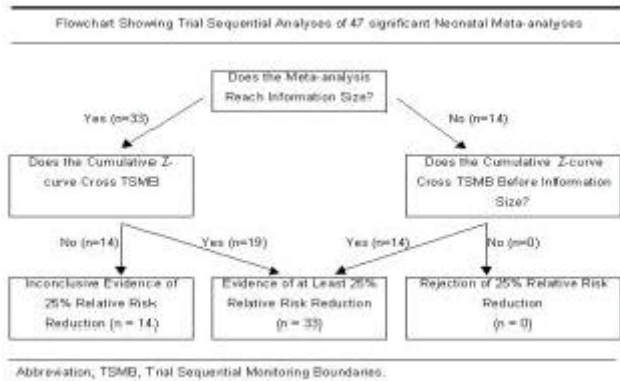 Flowchart Showing Trial Sequential Analyses of 47 significant Neonatal Meta-analyses
Does the Meta-analysis
Reach Information Size?
Yes (n=33)
No (n=14)
Does the Cumulative Z-
curve Cross TSMB
Does the Cumulative Z-curve
Cross TSMB Before Information
Size?
No (n=14)
Yes (n=19)
Yes (n=14)
No (n=0)
Inconclusive Evidence of
25% Relative Risk
Reduction (n = 14)
Evidence of at Least 25%
Relative Risk Reduction
(n = 33)
Rejection of 25% Relative Risk
Reduction
(n = 0)
Abbreviation; TSMB, Trial Sequential Monitoring Boundaries.